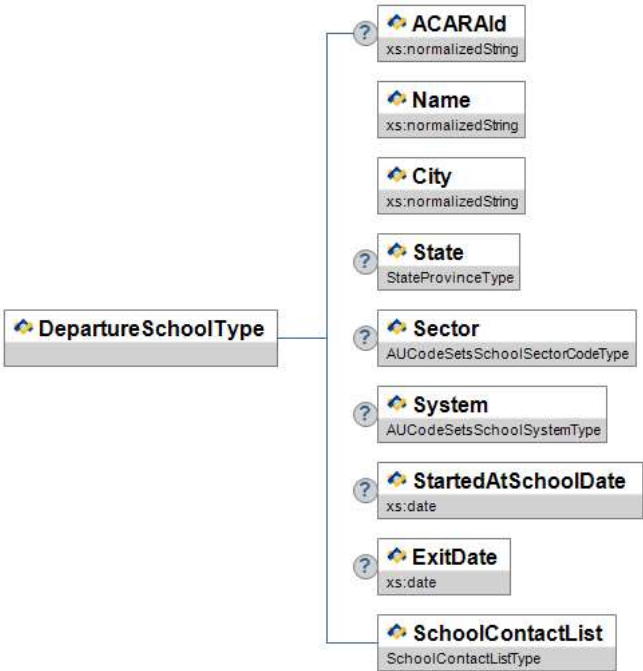 ?
ACARAId
xs:normalizedString
Name
xs:normalizedString
City
xs:normalizedString
?
State
StateProvinceType
DepartureSchoolType
?
Sector
AUCodeSetsSchoolSectorCodeType
?
System
AUCodeSetsSchoolSystemType
?
StartedAtSchoolDate
xs:date
?
ExitDate
xs:date
SchoolContactList
SchoolContactListType